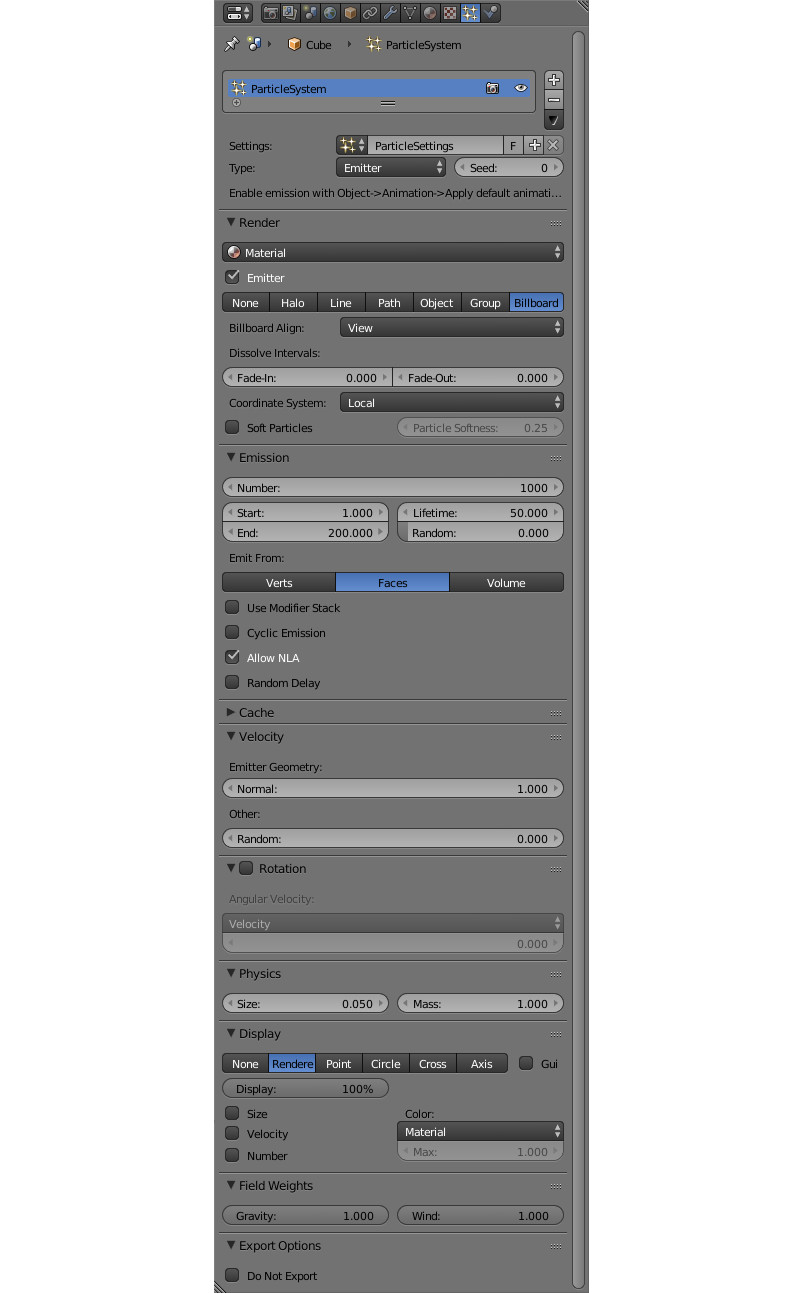 Cube ParticleSystem
ParticleSystem
Settings: ParticleSettings F
Type: Emitter Seed: 0
Enable emission with Object->Animation->Apply default animati...
Render
Material
Emitter
None Halo Line Path Object Group Billboard
Billboard Align: View
Dissolve Intervals:
Fade-In: 0.000 Fade-Out: 0.000
Coordinate System: Local
Soft Particles Particle Softness: 0.25
Emission
Number: 1000
Start: 1.000 Lifetime: 50.000
End: 200.000 Random: 0.000
Emit From:
Verts Faces Volume
Use Modifier Stack
Cyclic Emission
Allow NLA
Random Delay
Cache
Velocity
Emitter Geometry:
Normal: 1.000
Other:
Random: 0.000
Rotation
Angular Velocity:
Velocity
0.000
Physics
Size: 0.050 Mass: 1.000
Display
None Rendere Point Circle Cross Axis Gui
Display: 100%
Size Color:
Velocity Material
Number Max: 1.000
Field Weights
Gravity: 1.000 Wind: 1.000
Export Options
Do Not Export